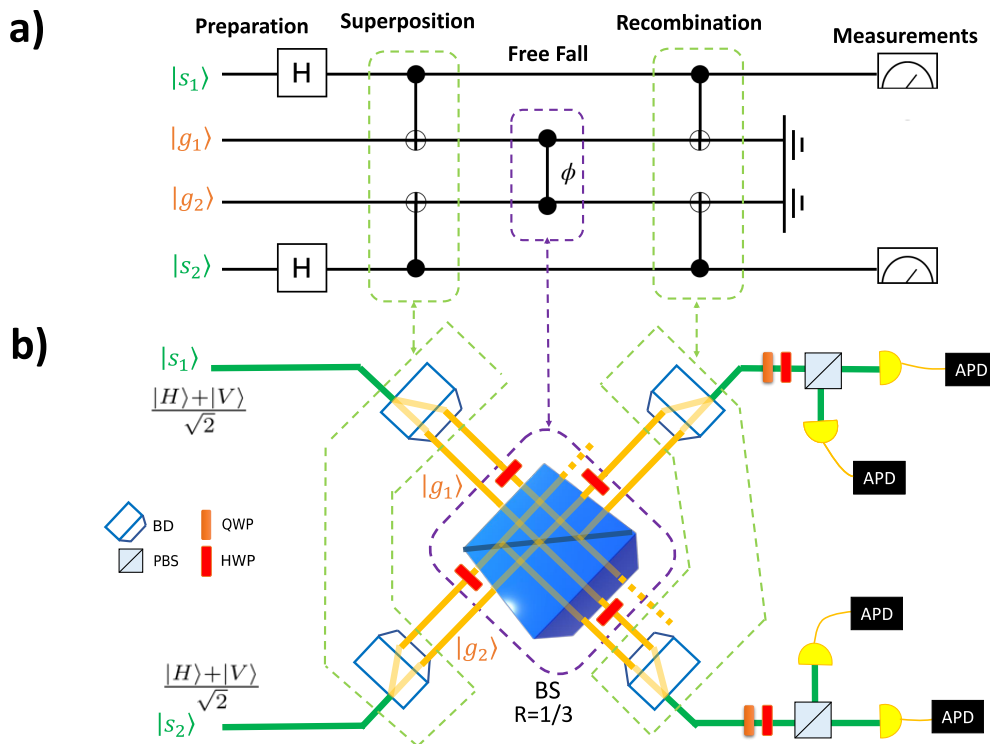 a)
Preparation
Superposition
Free Fall
Recombination
Measurements
|s₁⟩
H
|g₁⟩
ϕ
|g₂⟩
|s₂⟩
H
b)
|s₁⟩
|H⟩+|V⟩
√2
APD
APD
|g₁⟩
BD
QWP
PBS
HWP
|g₂⟩
BS
R=1/3
APD
|H⟩+|V⟩
√2
|s₂⟩
APD